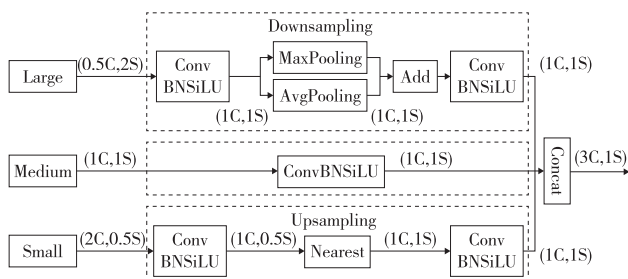 Downsampling
Large
(0.5C,2S)
Conv
BNSiLU
MaxPooling
AvgPooling
(1C,1S)
(1C,1S)
Add
Conv
BNSiLU
(1C,1S)
Medium
(1C,1S)
ConvBNSiLU
(1C,1S)
Concat
(3C,1S)
Upsampling
Small
(2C,0.5S)
Conv
BNSiLU
(1C,0.5S)
Nearest
(1C,1S)
Conv
BNSiLU
(1C,1S)